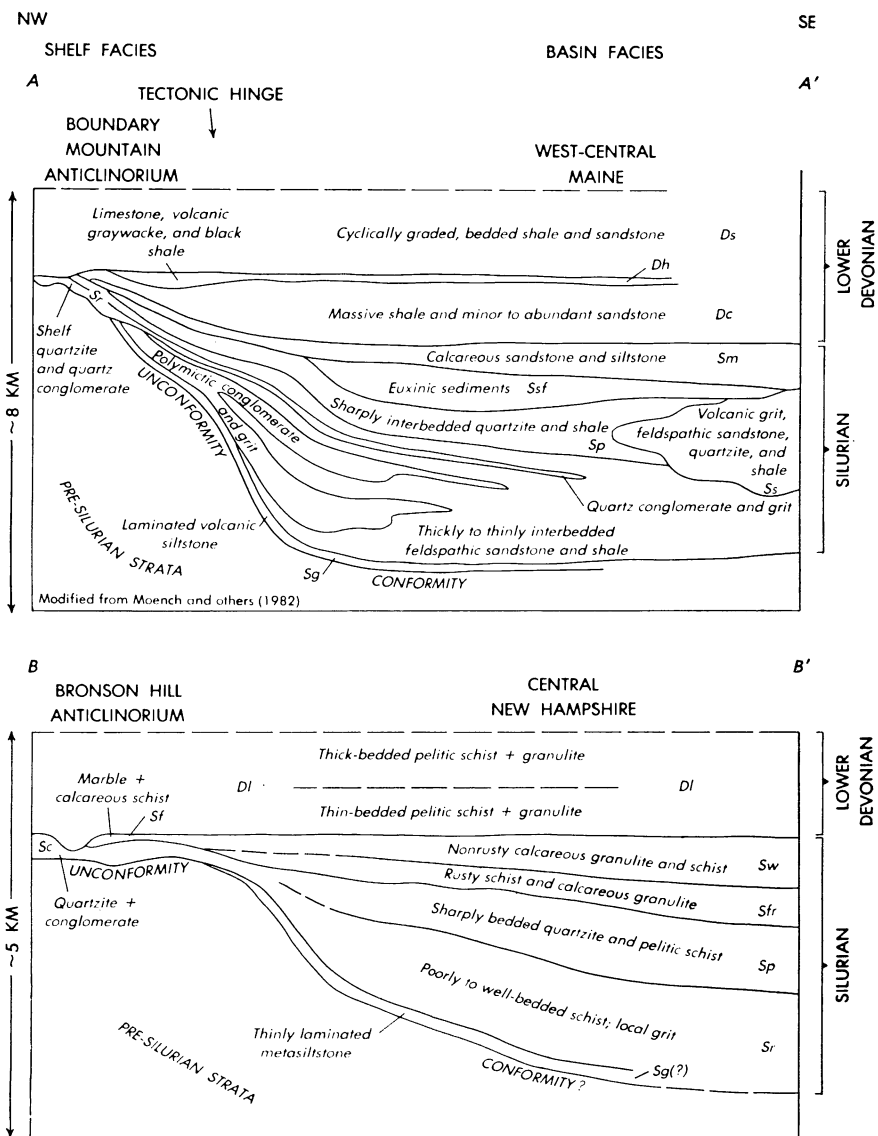 NW
SE
SHELF FACIES
BASIN FACIES
A
A'
TECTONIC HINGE
BOUNDARY
MOUNTAIN
ANTICLINORIUM
WEST-CENTRAL
MAINE
Limestone, volcanic
graywacke, and black
shale
Cyclically graded, bedded shale and sandstone
Ds
Dh
LOWER
DEVONIAN
Sr
Massive shale and minor to abundant sandstone
Dc
Shelf
quartzite
and quartz
conglomerate
Calcareous sandstone and siltstone
Sm
Euxinic sediments Ssf
Polymictic conglomerate
and grit
UNCONFORMITY
Sharply interbedded quartzite and shale
Sp
Volcanic grit,
feldspathic sandstone,
quartzite, and
shale
Ss
SILURIAN
~8 KM
Quartz conglomerate and grit
PRE-SILURIAN STRATA
Laminated volcanic
siltstone
Thickly to thinly interbedded
feldspathic sandstone and shale
Sg
CONFORMITY
Modified from Moench and others (1982)
B
B'
BRONSON HILL
ANTICLINORIUM
CENTRAL
NEW HAMPSHIRE
Thick-bedded pelitic schist + granulite
Marble +
calcareous schist
Dl
Dl
Sf
Thin-bedded pelitic schist + granulite
LOWER
DEVONIAN
Sc
UNCONFORMITY
Nonrusty calcareous granulite and schist
Sw
Rusty schist and calcareous granulite
Sfr
Quartzite +
conglomerate
Sharply bedded quartzite and pelitic schist
Sp
~5 KM
SILURIAN
Poorly to well-bedded schist; local grit
Sr
PRE-SILURIAN STRATA
Thinly laminated
metasiltstone
Sg(?)
CONFORMITY?